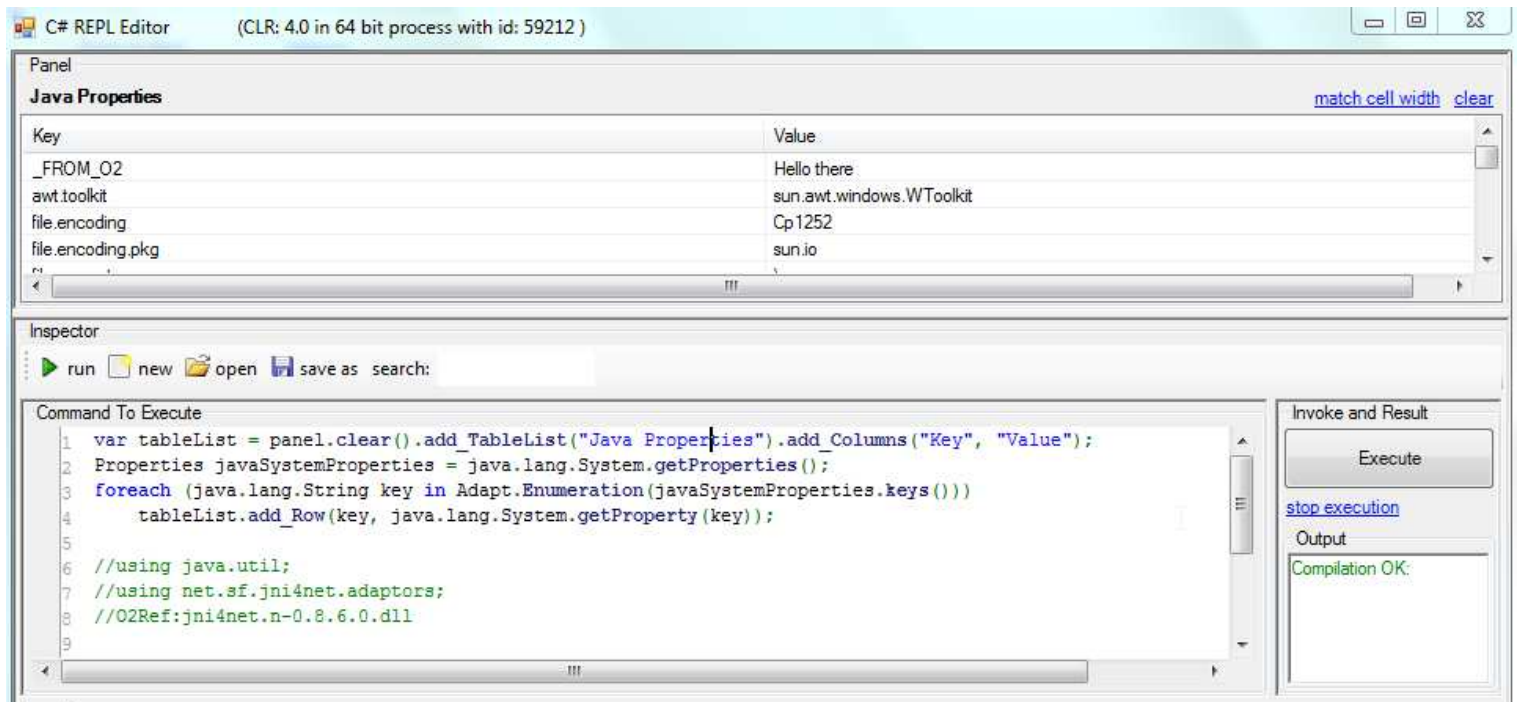 C# REPL Editor (CLR: 4.0 in 64 bit process with id: 59212 )
Panel
Java Properties match cell width clear
Key Value
_FROM_O2 Hello there
awt.toolkit sun.awt.windows.WToolkit
file.encoding Cp1252
file.encoding.pkg sun.io
Inspector
run new open save as search:
Command To Execute
1 var tableList = panel.clear().add_TableList("Java Properties").add_Columns("Key", "Value");
2 Properties javaSystemProperties = java.lang.System.getProperties();
3 foreach (java.lang.String key in Adapt.Enumeration(javaSystemProperties.keys()))
4 tableList.add_Row(key, java.lang.System.getProperty(key));
5
6 //using java.util;
7 //using net.sf.jni4net.adaptors;
8 //O2Ref:jni4net.n-0.8.6.0.dll
9
Invoke and Result
Execute
stop execution
Output
Compilation OK: